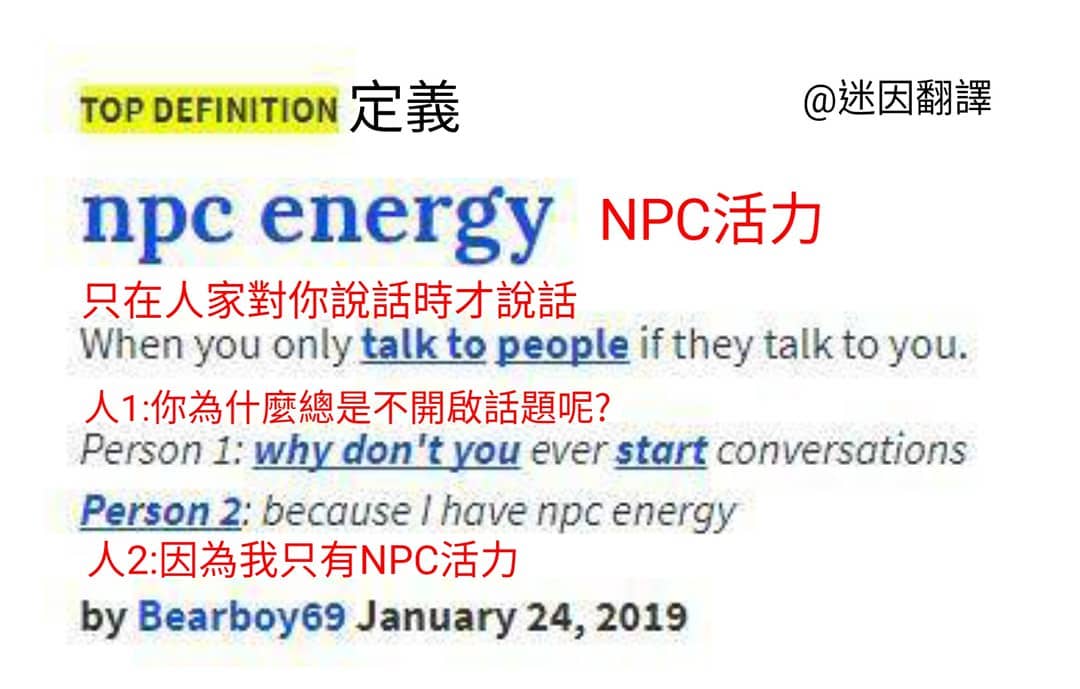 TOP DEFINITION 定義
@迷因翻譯
npc energy NPC活力
只在人家對你說話時才說話
When you only talk to people if they talk to you.
人1:你為什麼總是不開啟話題呢?
Person 1: why don't you ever start conversations
Person 2: because I have npc energy
人2:因為我只有NPC活力
by Bearboy69 January 24, 2019